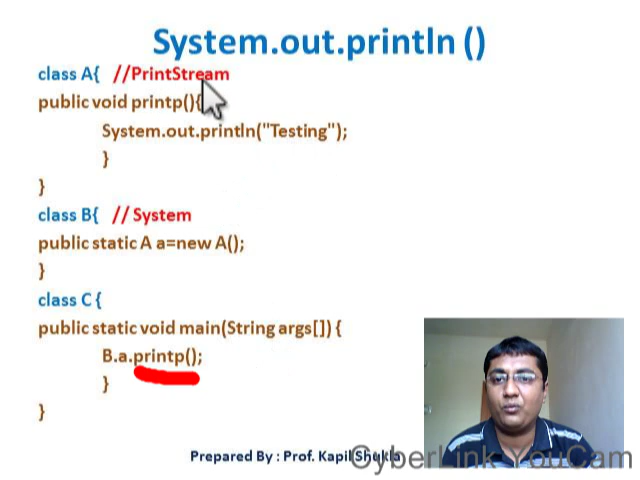 System.out.println ()
class A{ //PrintStream
public void printp(){
System.out.println("Testing");
}
}
class B{ // System
public static A a=new A();
}
class C {
public static void main(String args[]) {
B.a.printp();
}
}
Prepared By : Prof. Kapil Shukla
CyberLink YouCam